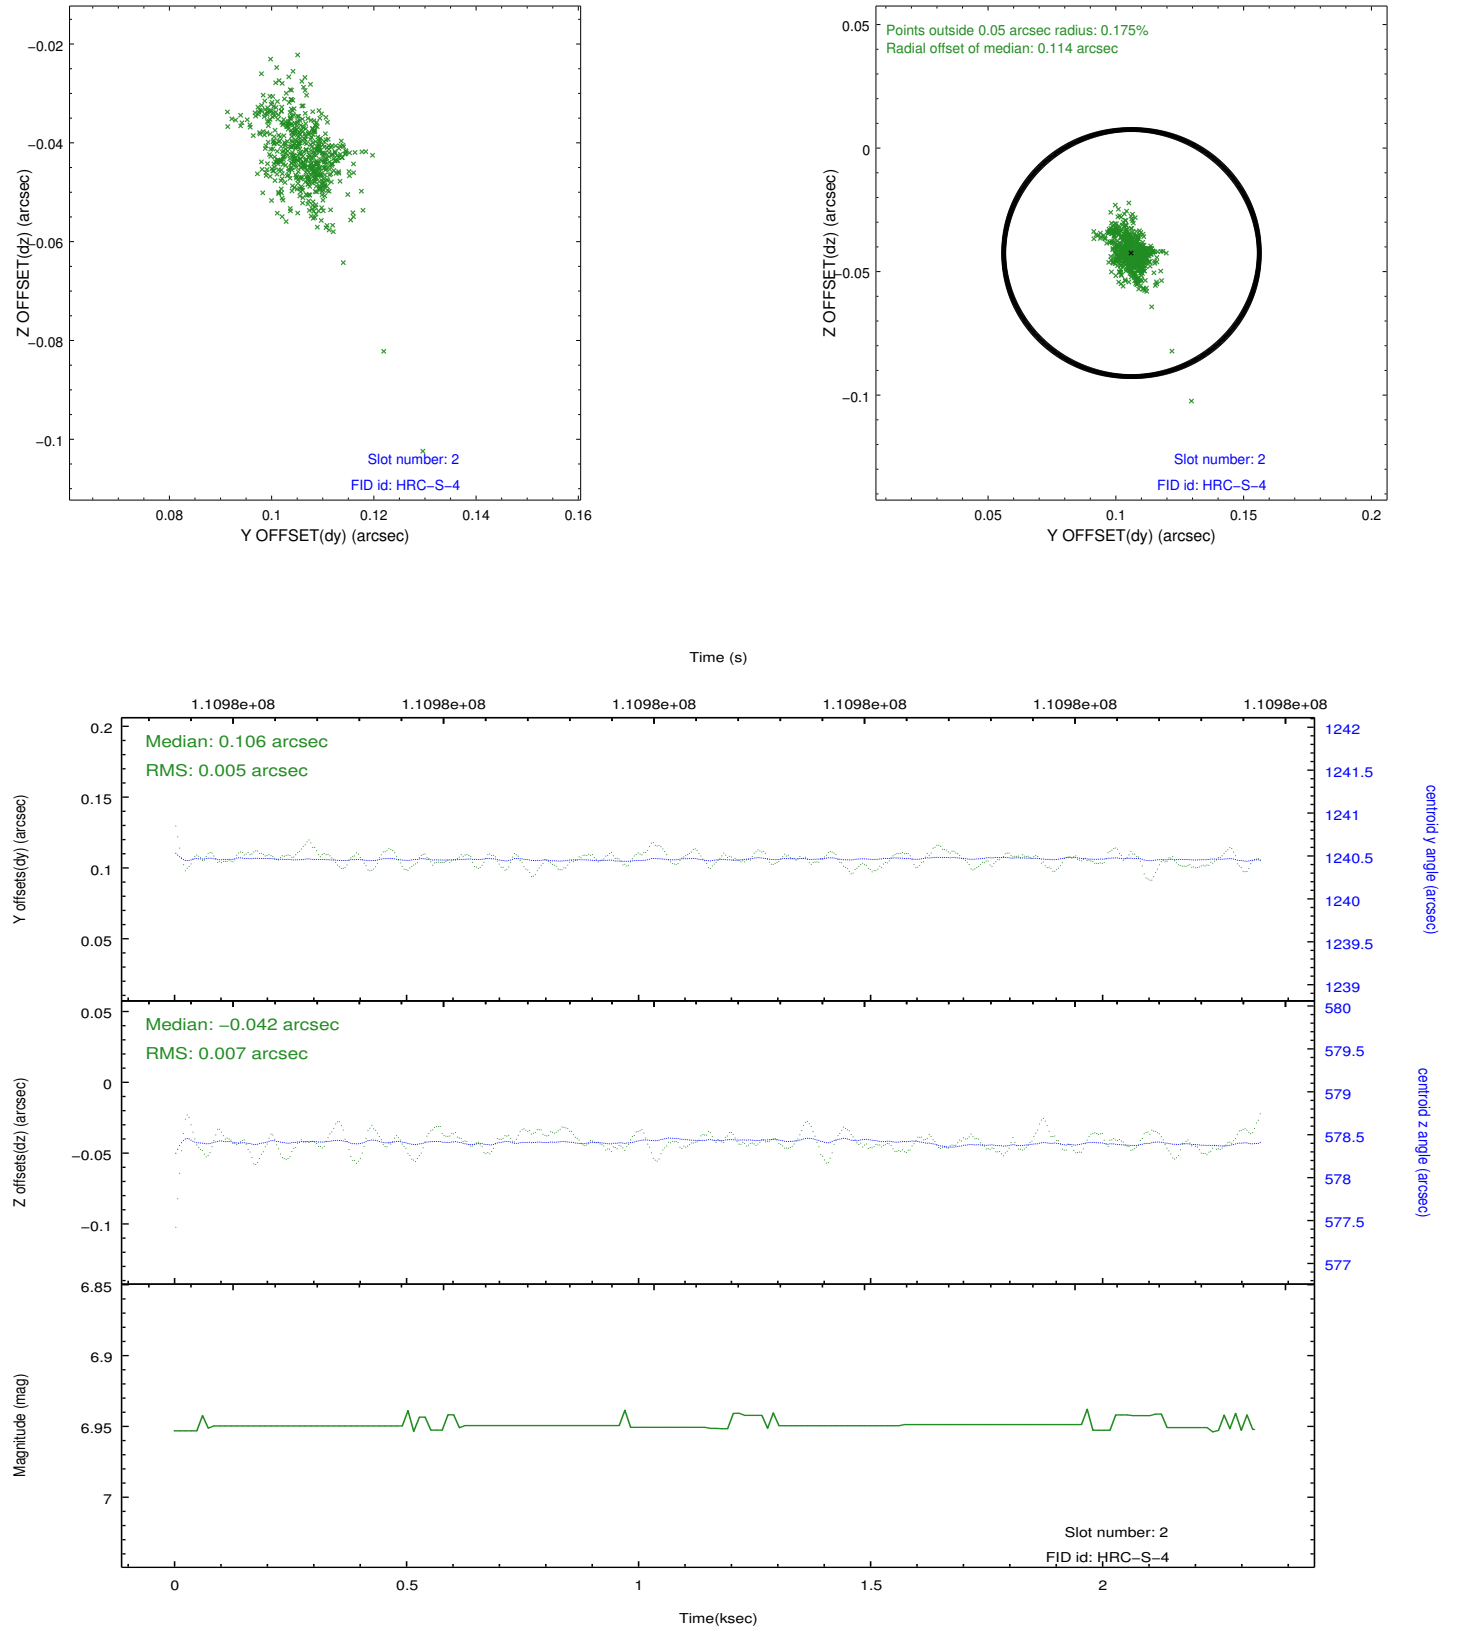 −0.02
−0.04
−0.06
−0.08
−0.1
Z OFFSET(dz) (arcsec)
Slot number: 2
FID id: HRC−S−4
0.08 0.1 0.12 0.14 0.16
Y OFFSET(dy) (arcsec)
Points outside 0.05 arcsec radius: 0.175%
Radial offset of median: 0.114 arcsec
0.05
0
−0.05
−0.1
Z OFFSET(dz) (arcsec)
Slot number: 2
FID id: HRC−S−4
0.05 0.1 0.15 0.2
Y OFFSET(dy) (arcsec)
Time (s)
1.1098e+08 1.1098e+08 1.1098e+08 1.1098e+08 1.1098e+08 1.1098e+08
Median: 0.106 arcsec
RMS: 0.005 arcsec
0.2
0.15
0.1
0.05
Y offsets(dy) (arcsec)
1242
1241.5
1241
1240.5
1240
1239.5
1239
centroid y angle (arcsec)
Median: −0.042 arcsec
RMS: 0.007 arcsec
0.05
0
−0.05
−0.1
Z offsets(dz) (arcsec)
580
579.5
579
578.5
578
577.5
577
centroid z angle (arcsec)
6.85
6.9
6.95
7
Magnitude (mag)
Slot number: 2
FID id: HRC−S−4
0 0.5 1 1.5 2
Time(ksec)